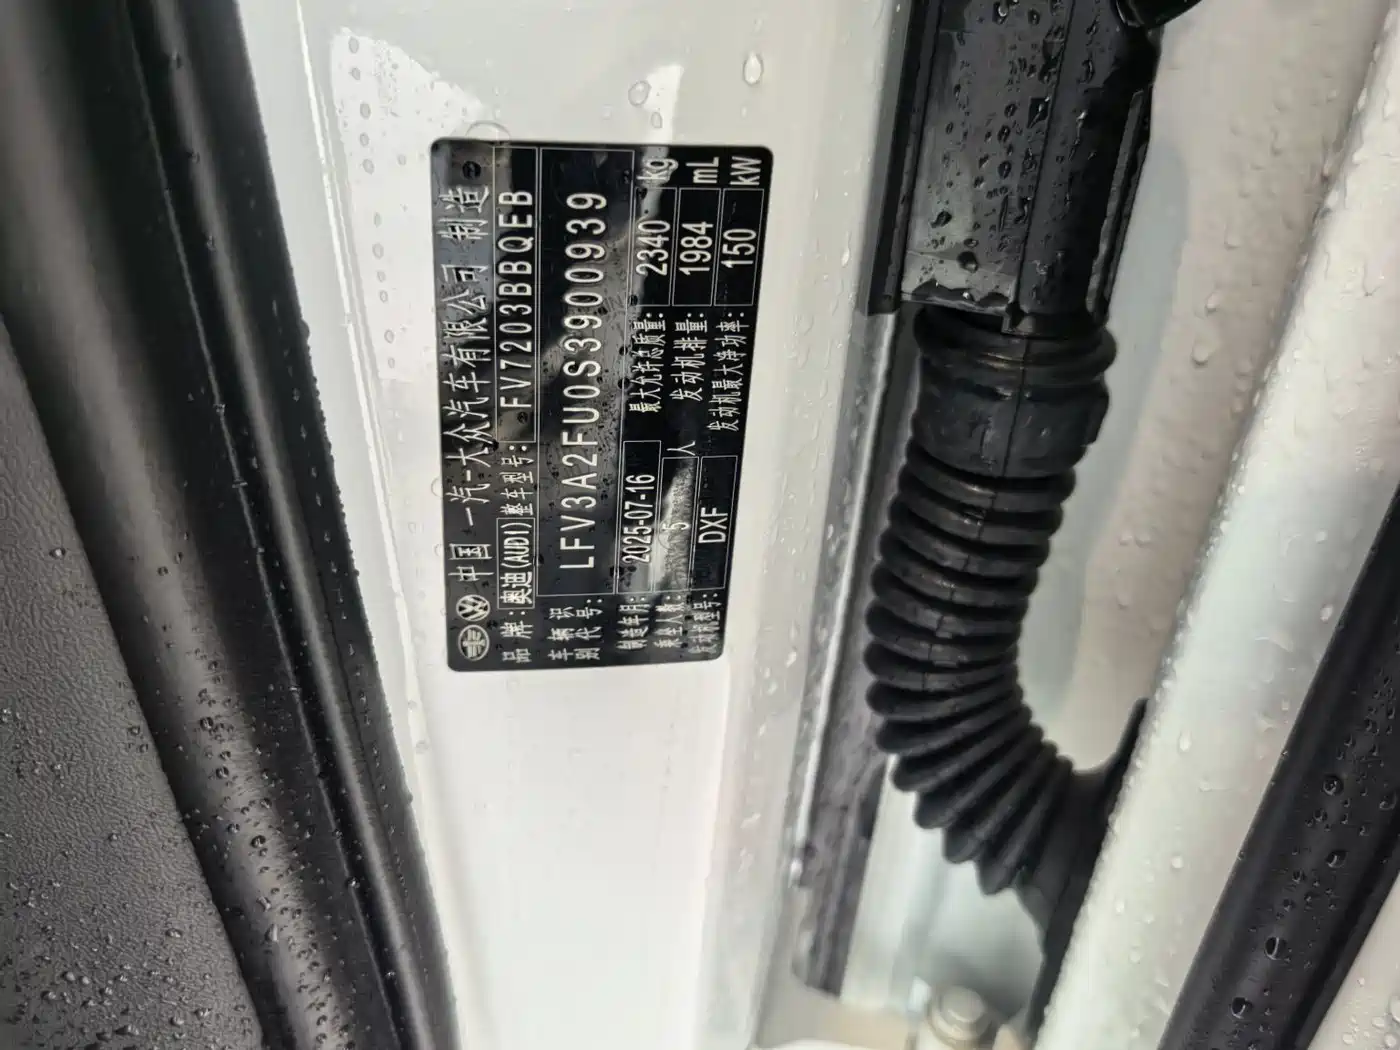 中国 一汽-大众汽车有限公司 制造
品牌: 奥迪(AUDI) 整车型号: FV7203BBQEB
车辆识别代号: LFV3A2FU0S3900939
制造年月: 2025-07-16 最大允许总质量: 2340 kg
乘坐人数: 5 人 发动机排量: 1984 mL
发动机型号: DXF 发动机最大净功率: 150 kW